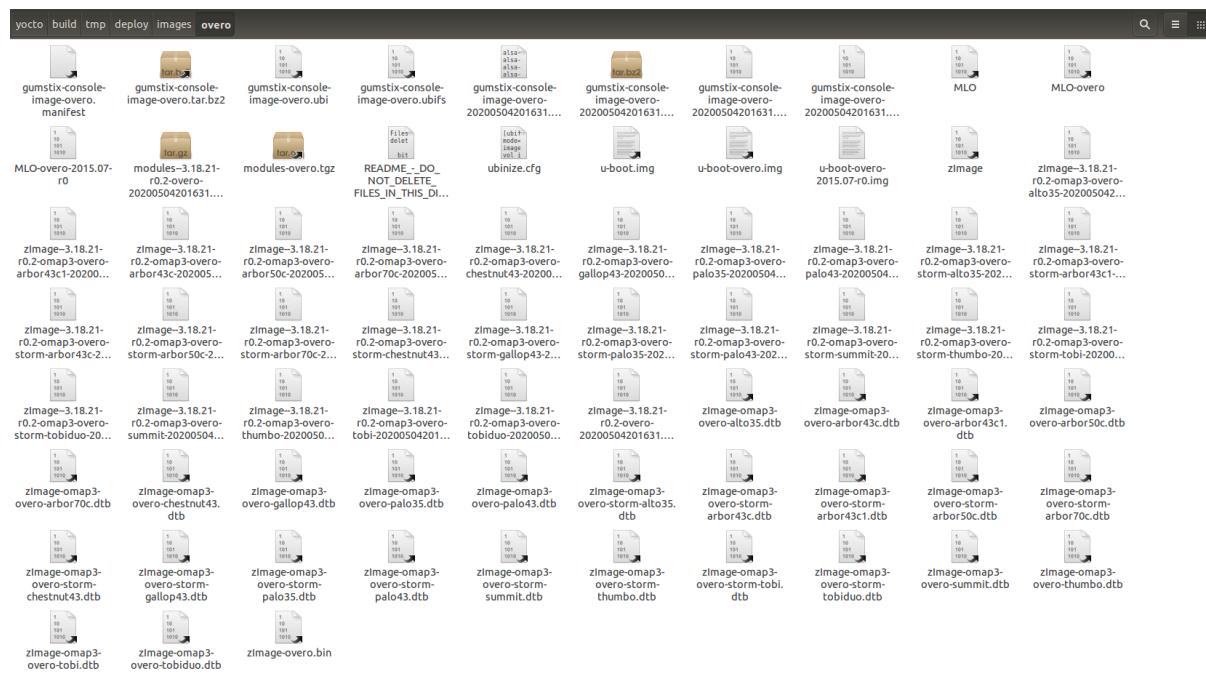 yocto build tmp deploy images overo
gumstix-console-
image-overo.
manifest
gumstix-console-
image-overo.tar.bz2
gumstix-console-
image-overo.ubi
gumstix-console-
image-overo.ubifs
alsa-
alsa-
alsa-
alsa-
gumstix-console-
image-overo-
20200504201631....
tar.bz2
gumstix-console-
image-overo-
20200504201631....
gumstix-console-
image-overo-
20200504201631....
gumstix-console-
image-overo-
20200504201631....
MLO
MLO-overo
MLO-overo-2015.07-
r0
tar.gz
modules--3.18.21-
r0.2-overo-
20200504201631....
modules-overo.tgz
Files
delet
bit
README_-_DO_
NOT_DELETE_
FILES_IN_THIS_DI...
[ubif
mode=
image
vol_i
ubinize.cfg
u-boot.img
u-boot-overo.img
u-boot-overo-
2015.07-r0.img
zImage
zImage--3.18.21-
r0.2-omap3-overo-
alto35-202005042...
zImage--3.18.21-
r0.2-omap3-overo-
arbor43c1-20200...
zImage--3.18.21-
r0.2-omap3-overo-
arbor43c-202005...
zImage--3.18.21-
r0.2-omap3-overo-
arbor50c-202005...
zImage--3.18.21-
r0.2-omap3-overo-
arbor70c-202005...
zImage--3.18.21-
r0.2-omap3-overo-
chestnut43-20200...
zImage--3.18.21-
r0.2-omap3-overo-
gallop43-2020050...
zImage--3.18.21-
r0.2-omap3-overo-
palo35-20200504...
zImage--3.18.21-
r0.2-omap3-overo-
palo43-20200504...
zImage--3.18.21-
r0.2-omap3-overo-
storm-alto35-202...
zImage--3.18.21-
r0.2-omap3-overo-
storm-arbor43c1-...
zImage--3.18.21-
r0.2-omap3-overo-
storm-arbor43c-2...
zImage--3.18.21-
r0.2-omap3-overo-
storm-arbor50c-2...
zImage--3.18.21-
r0.2-omap3-overo-
storm-arbor70c-2...
zImage--3.18.21-
r0.2-omap3-overo-
storm-chestnut43...
zImage--3.18.21-
r0.2-omap3-overo-
storm-gallop43-2...
zImage--3.18.21-
r0.2-omap3-overo-
storm-palo35-202...
zImage--3.18.21-
r0.2-omap3-overo-
storm-palo43-202...
zImage--3.18.21-
r0.2-omap3-overo-
storm-summit-20...
zImage--3.18.21-
r0.2-omap3-overo-
storm-thumbo-20...
zImage--3.18.21-
r0.2-omap3-overo-
storm-tobi-20200...
zImage--3.18.21-
r0.2-omap3-overo-
storm-tobiduo-20...
zImage--3.18.21-
r0.2-omap3-overo-
summit-20200504...
zImage--3.18.21-
r0.2-omap3-overo-
thumbo-2020050...
zImage--3.18.21-
r0.2-omap3-overo-
tobi-20200504201...
zImage--3.18.21-
r0.2-omap3-overo-
tobiduo-2020050...
zImage--3.18.21-
r0.2-overo-
20200504201631....
zImage-omap3-
overo-alto35.dtb
zImage-omap3-
overo-arbor43c.dtb
zImage-omap3-
overo-arbor43c1.
dtb
zImage-omap3-
overo-arbor50c.dtb
zImage-omap3-
overo-arbor70c.dtb
zImage-omap3-
overo-chestnut43.
dtb
zImage-omap3-
overo-gallop43.dtb
zImage-omap3-
overo-palo35.dtb
zImage-omap3-
overo-palo43.dtb
zImage-omap3-
overo-storm-alto35.
dtb
zImage-omap3-
overo-storm-
arbor43c.dtb
zImage-omap3-
overo-storm-
arbor43c1.dtb
zImage-omap3-
overo-storm-
arbor50c.dtb
zImage-omap3-
overo-storm-
arbor70c.dtb
zImage-omap3-
overo-storm-
chestnut43.dtb
zImage-omap3-
overo-storm-
gallop43.dtb
zImage-omap3-
overo-storm-
palo35.dtb
zImage-omap3-
overo-storm-
palo43.dtb
zImage-omap3-
overo-storm-
summit.dtb
zImage-omap3-
overo-storm-
thumbo.dtb
zImage-omap3-
overo-storm-tobi.
dtb
zImage-omap3-
overo-storm-
tobiduo.dtb
zImage-omap3-
overo-summit.dtb
zImage-omap3-
overo-thumbo.dtb
zImage-omap3-
overo-tobi.dtb
zImage-omap3-
overo-tobiduo.dtb
zImage-overo.bin